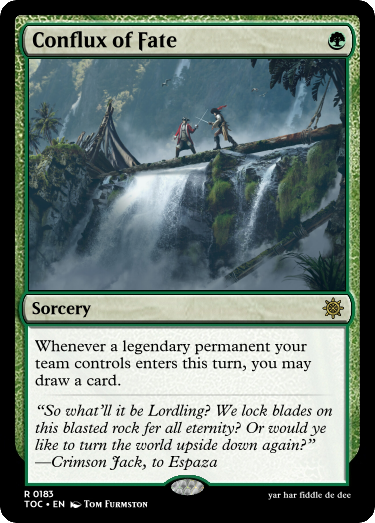 Conflux of Fate
Sorcery
Whenever a legendary permanent your
team controls enters this turn, you may
draw a card.
“So what’ll it be Lordling? We lock blades on
this blasted rock fer all eternity? Or would ye
like to turn the world upside down again?”
—Crimson Jack, to Espaza
R 0183
TOC • EN Tom Furmston
yar har fiddle de dee